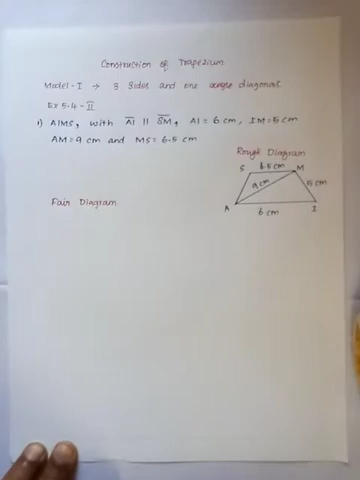 Construction of Trapezium
Model-I → 3 Sides and one diagonal
Ex 5.4 - II
1) AIMS, with AI || SM, AI = 6 cm, IM = 5 cm
AM = 9 cm and MS = 6.5 cm
Rough Diagram
S 6.5 cm M
9 cm 5 cm
A 6 cm I
Fair Diagram